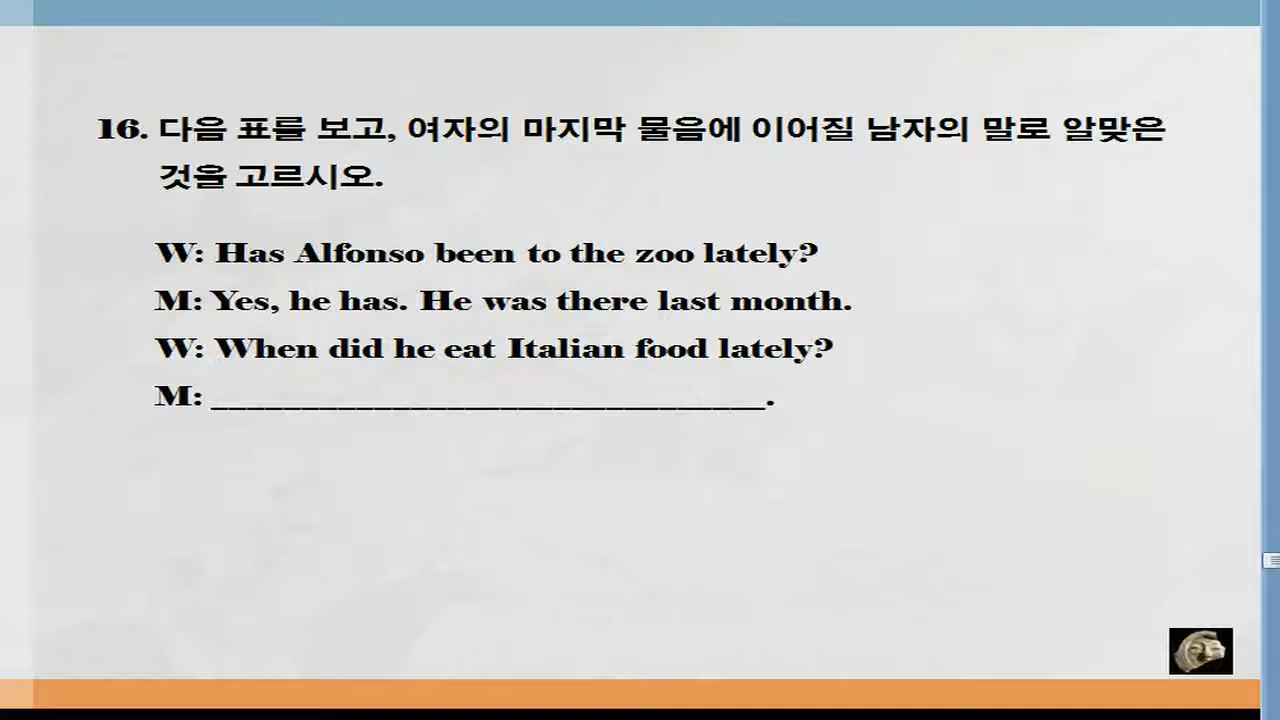 16. 다음 표를 보고, 여자의 마지막 물음에 이어질 남자의 말로 알맞은
것을 고르시오.
W: Has Alfonso been to the zoo lately?
M: Yes, he has. He was there last month.
W: When did he eat Italian food lately?
M: _______________________________.